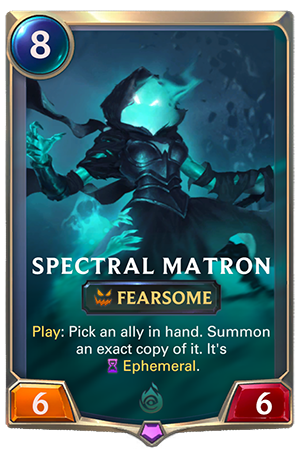 8
SPECTRAL MATRON
FEARSOME
Play: Pick an ally in hand. Summon
an exact copy of it. It's
Ephemeral.
6
6